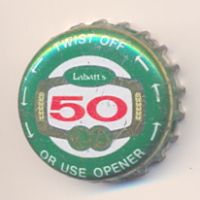 TWIST OFF
Labatt's
50
OR USE OPENER